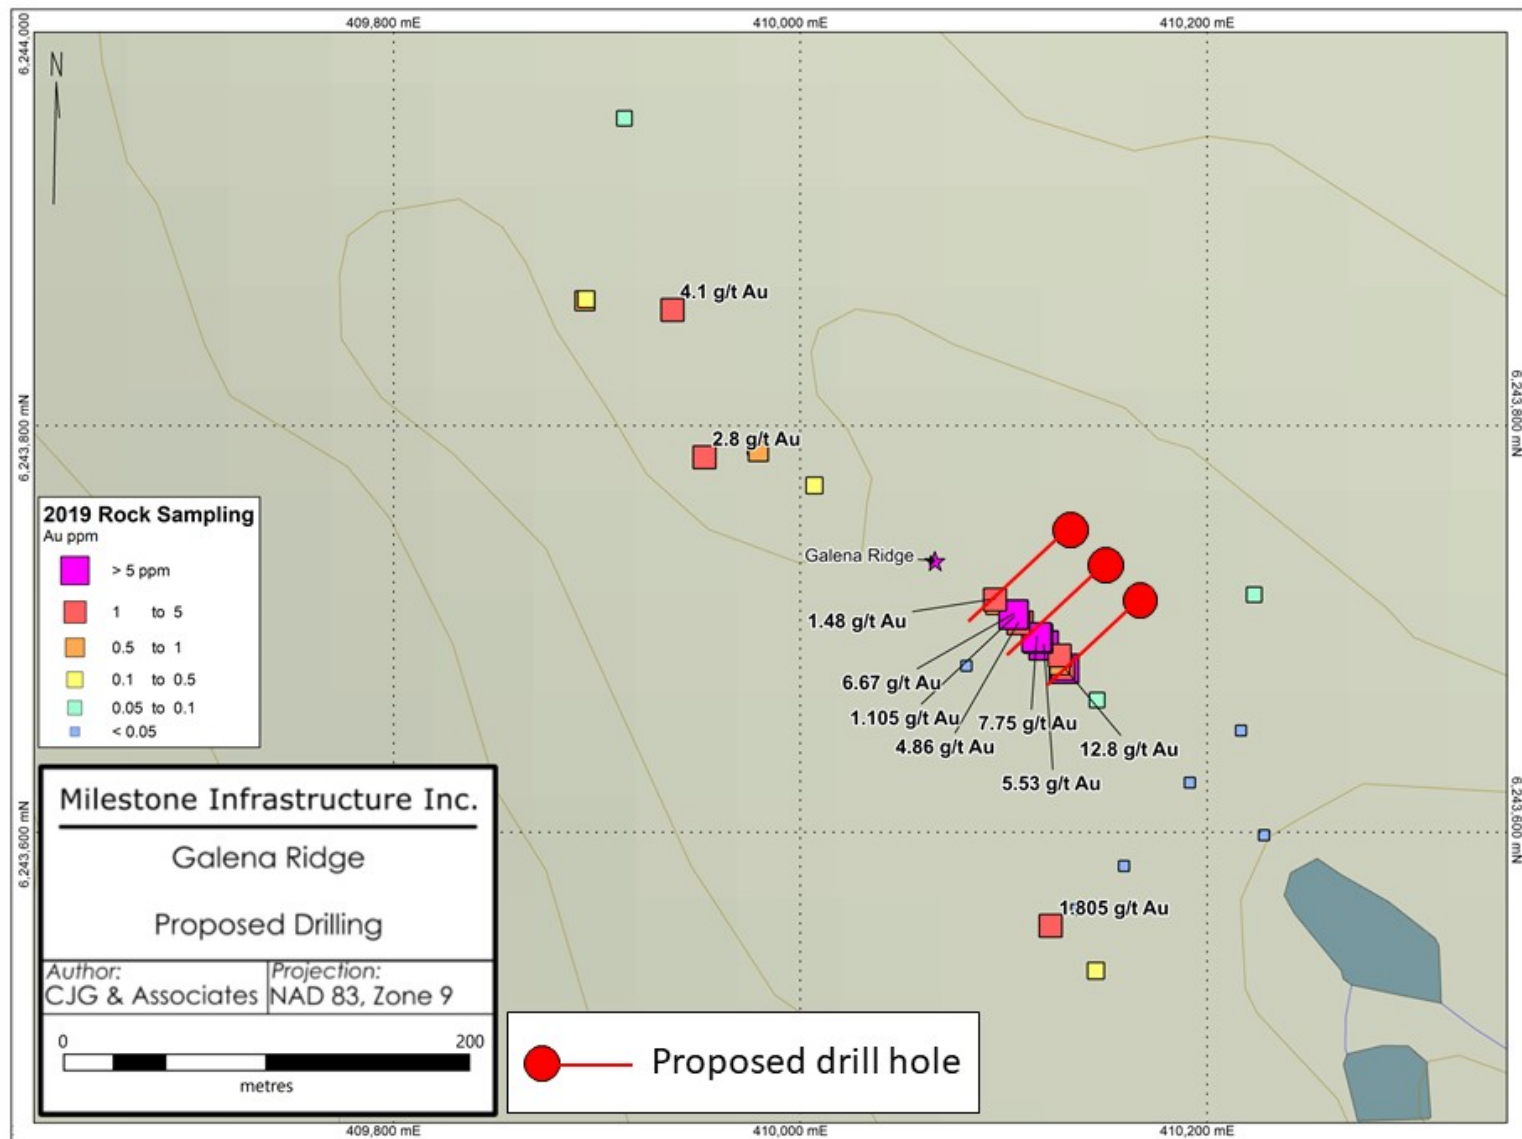 409,800 mE
410,000 mE
410,200 mE
6,244,000
N
4.1 g/t Au
6,243,800 mN
6,243,800 mN
2.8 g/t Au
2019 Rock Sampling
Au ppm
> 5 ppm
1 to 5
0.5 to 1
0.1 to 0.5
0.05 to 0.1
< 0.05
Galena Ridge
1.48 g/t Au
6.67 g/t Au
1.105 g/t Au
4.86 g/t Au
7.75 g/t Au
12.8 g/t Au
5.53 g/t Au
6,243,600 mN
6,243,600 mN
1.805 g/t Au
Milestone Infrastructure Inc.
Galena Ridge
Proposed Drilling
Author:
CJG & Associates
Projection:
NAD 83, Zone 9
0 200
metres
Proposed drill hole
409,800 mE
410,000 mE
410,200 mE